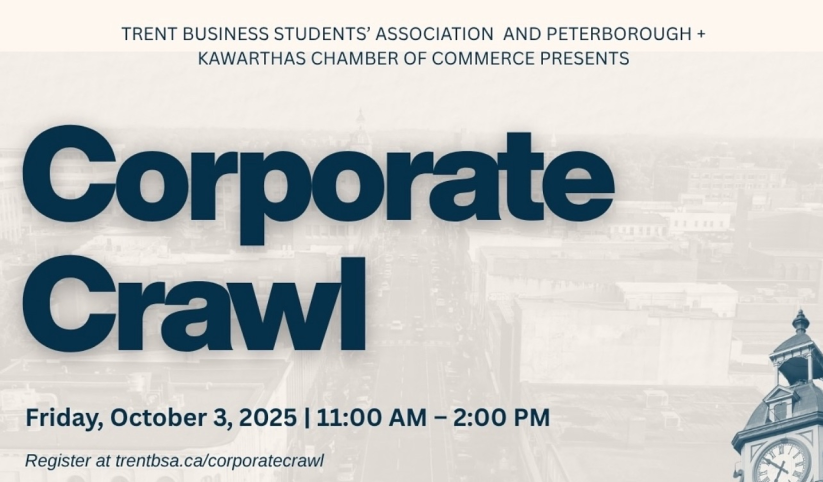 TRENT BUSINESS STUDENTS’ ASSOCIATION  AND PETERBOROUGH +
KAWARTHAS CHAMBER OF COMMERCE PRESENTS
Corporate
Crawl
Friday, October 3, 2025 | 11:00 AM – 2:00 PM
Register at trentbsa.ca/corporatecrawl